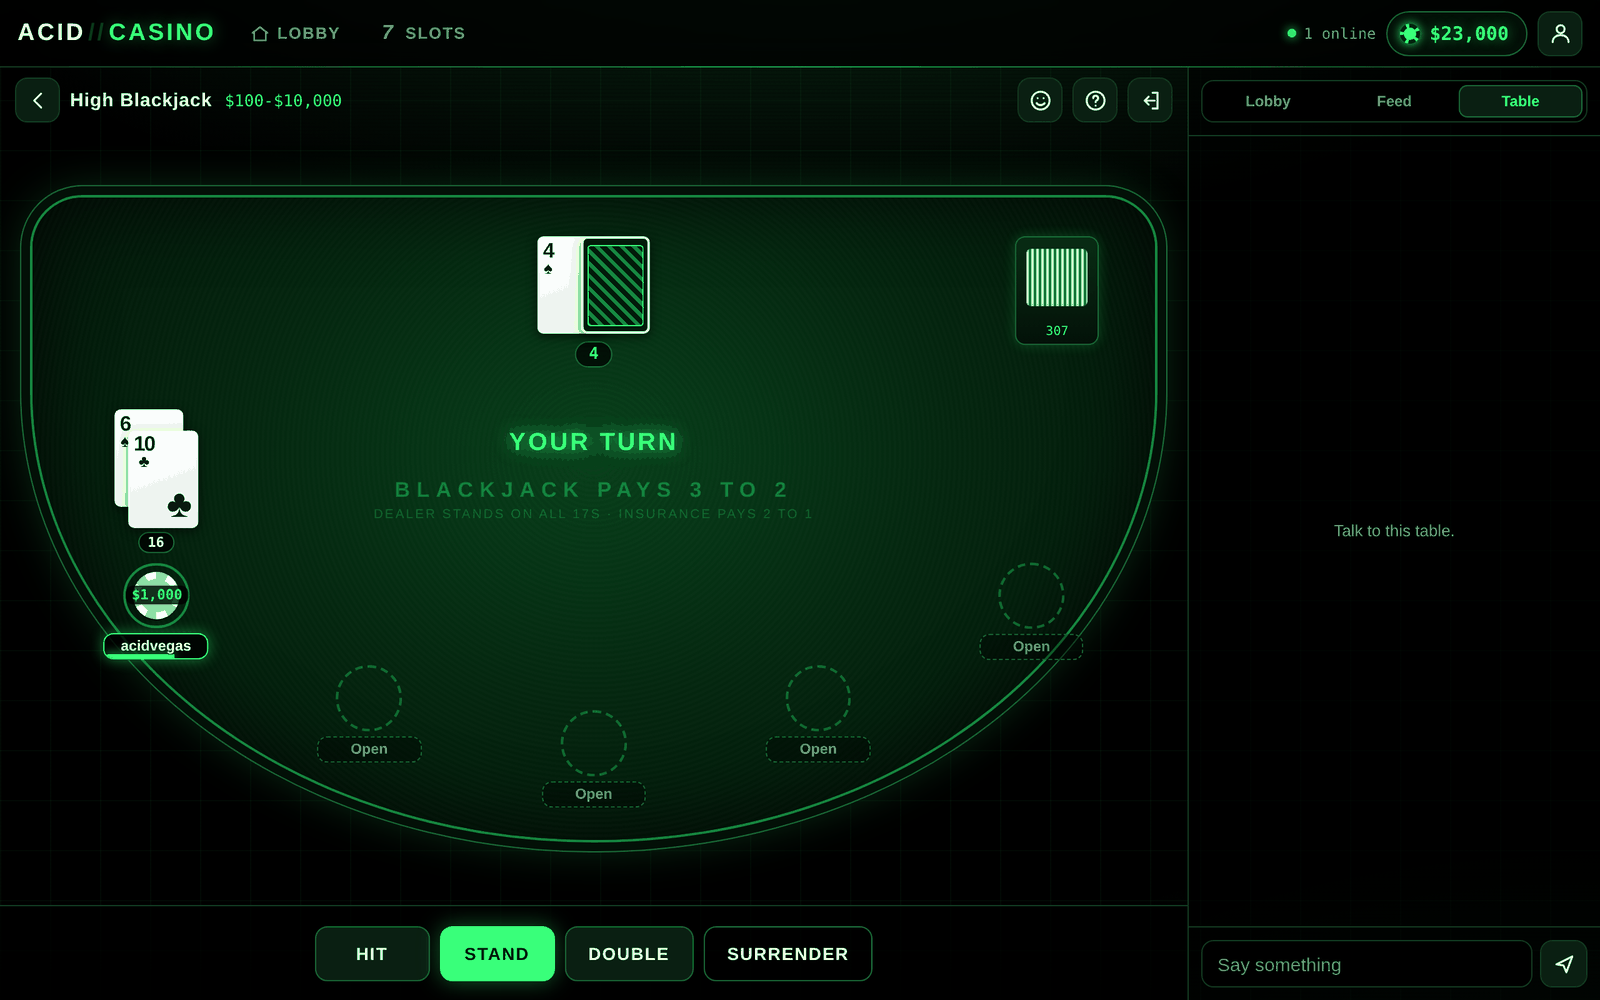 ACID//CASINO
LOBBY
7 SLOTS
1 online
$23,000
High Blackjack $100-$10,000
Lobby
Feed
Table
4
4
307
6
10
YOUR TURN
BLACKJACK PAYS 3 TO 2
DEALER STANDS ON ALL 17S · INSURANCE PAYS 2 TO 1
16
$1,000
acidvegas
Open
Open
Open
Open
Talk to this table.
HIT
STAND
DOUBLE
SURRENDER
Say something